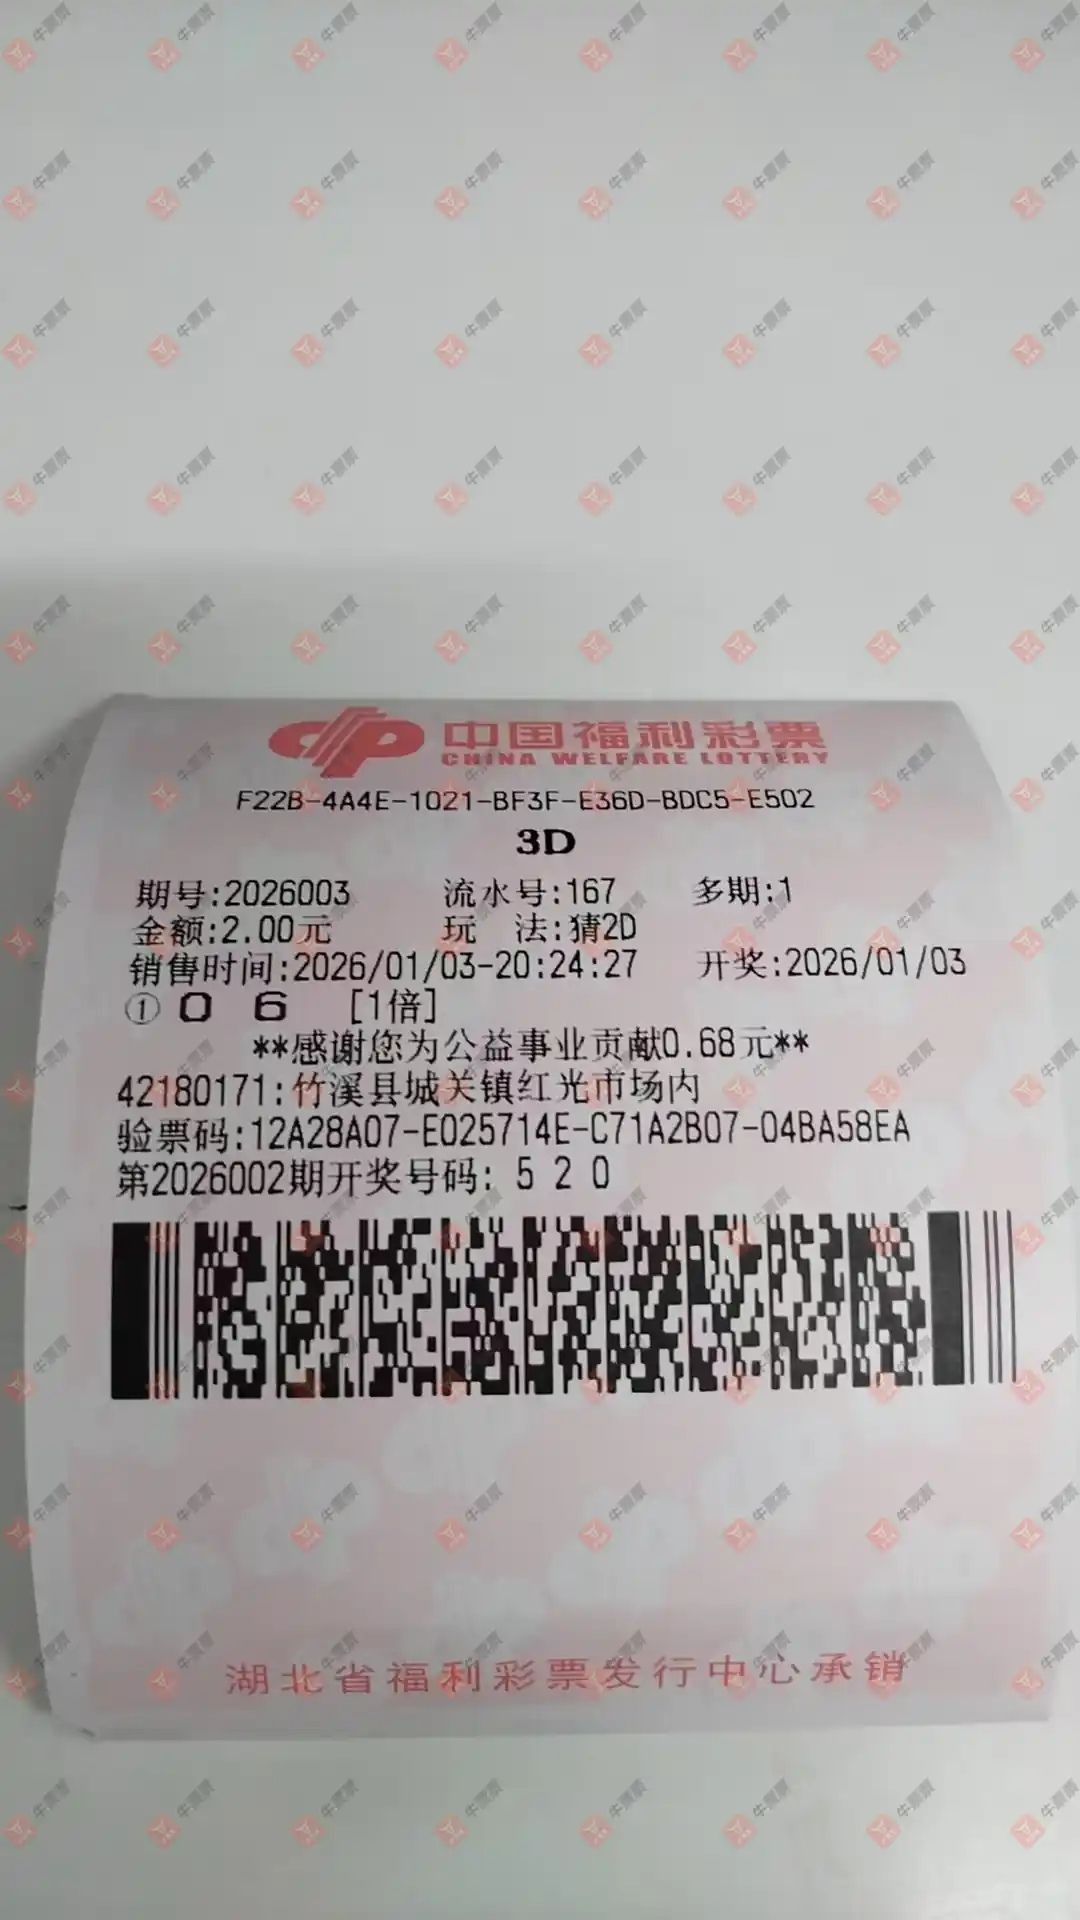 中国福利彩票
CHINA WELFARE LOTTERY
F22B-4A4E-1021-BF3F-E36D-BDC5-E502
3D
期号:2026003 流水号:167 多期:1
金额:2.00元 玩 法:猜2D
销售时间:2026/01/03-20:24:27 开奖:2026/01/03
① 0 6 [1倍]
**感谢您为公益事业贡献0.68元**
42180171:竹溪县城关镇红光市场内
验票码:12A28A07-E025714E-C71A2B07-04BA58EA
第2026002期开奖号码: 5 2 0
湖北省福利彩票发行中心承销
牛票票